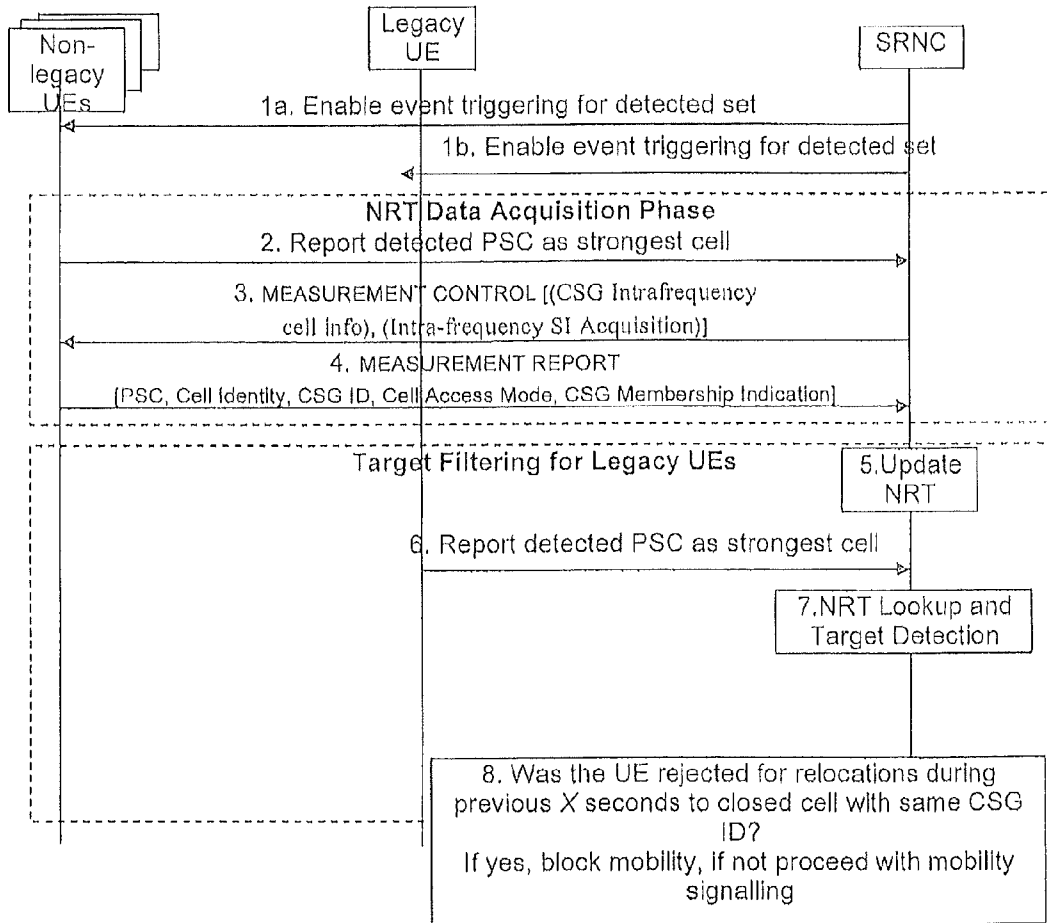 Non-
legacy
UEs
Legacy
UE
SRNC
1a. Enable event triggering for detected set
1b. Enable event triggering for detected set
NRT Data Acquisition Phase
2. Report detected PSC as strongest cell
3. MEASUREMENT CONTROL [(CSG Intrafrequency
cell info), (Intra-frequency SI Acquisition)]
4. MEASUREMENT REPORT
[PSC, Cell Identity, CSG ID, Cell Access Mode, CSG Membership Indication]
Target Filtering for Legacy UEs
5.Update
NRT
6. Report detected PSC as strongest cell
7.NRT Lookup and
Target Detection
8. Was the UE rejected for relocations during
previous X seconds to closed cell with same CSG
ID?
If yes, block mobility, if not proceed with mobility
signalling